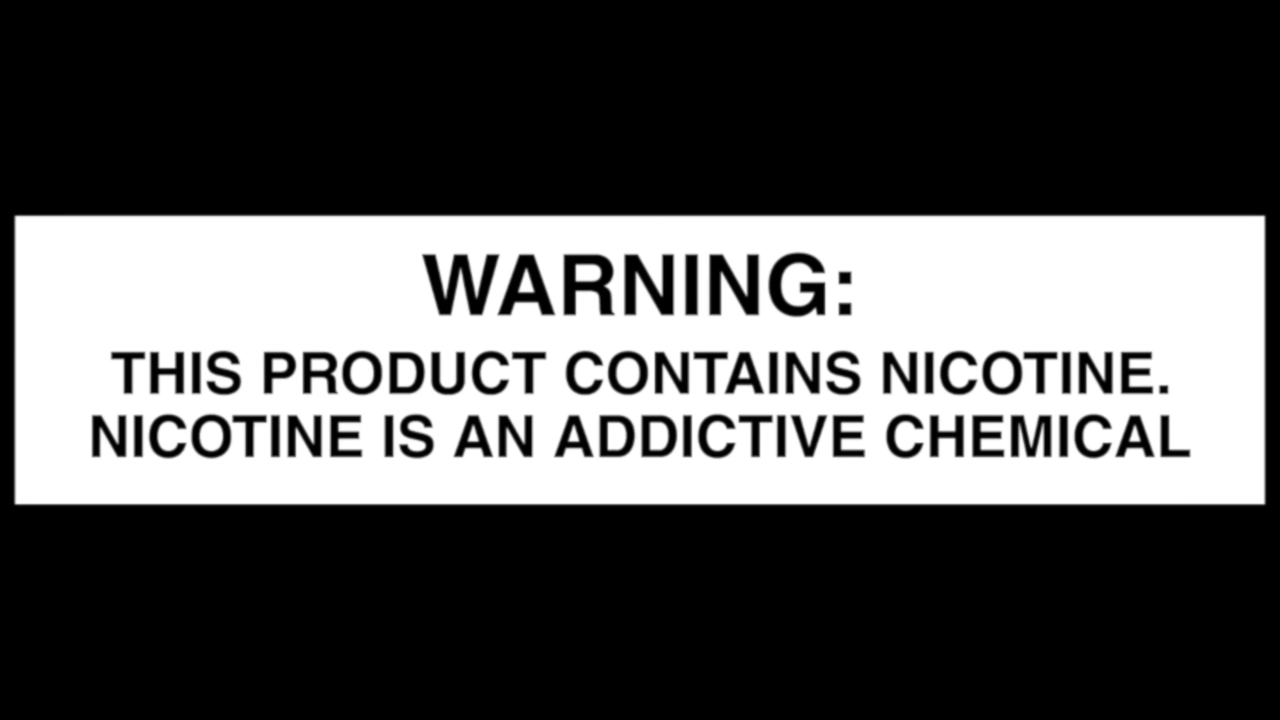 WARNING:
THIS PRODUCT CONTAINS NICOTINE.
NICOTINE IS AN ADDICTIVE CHEMICAL